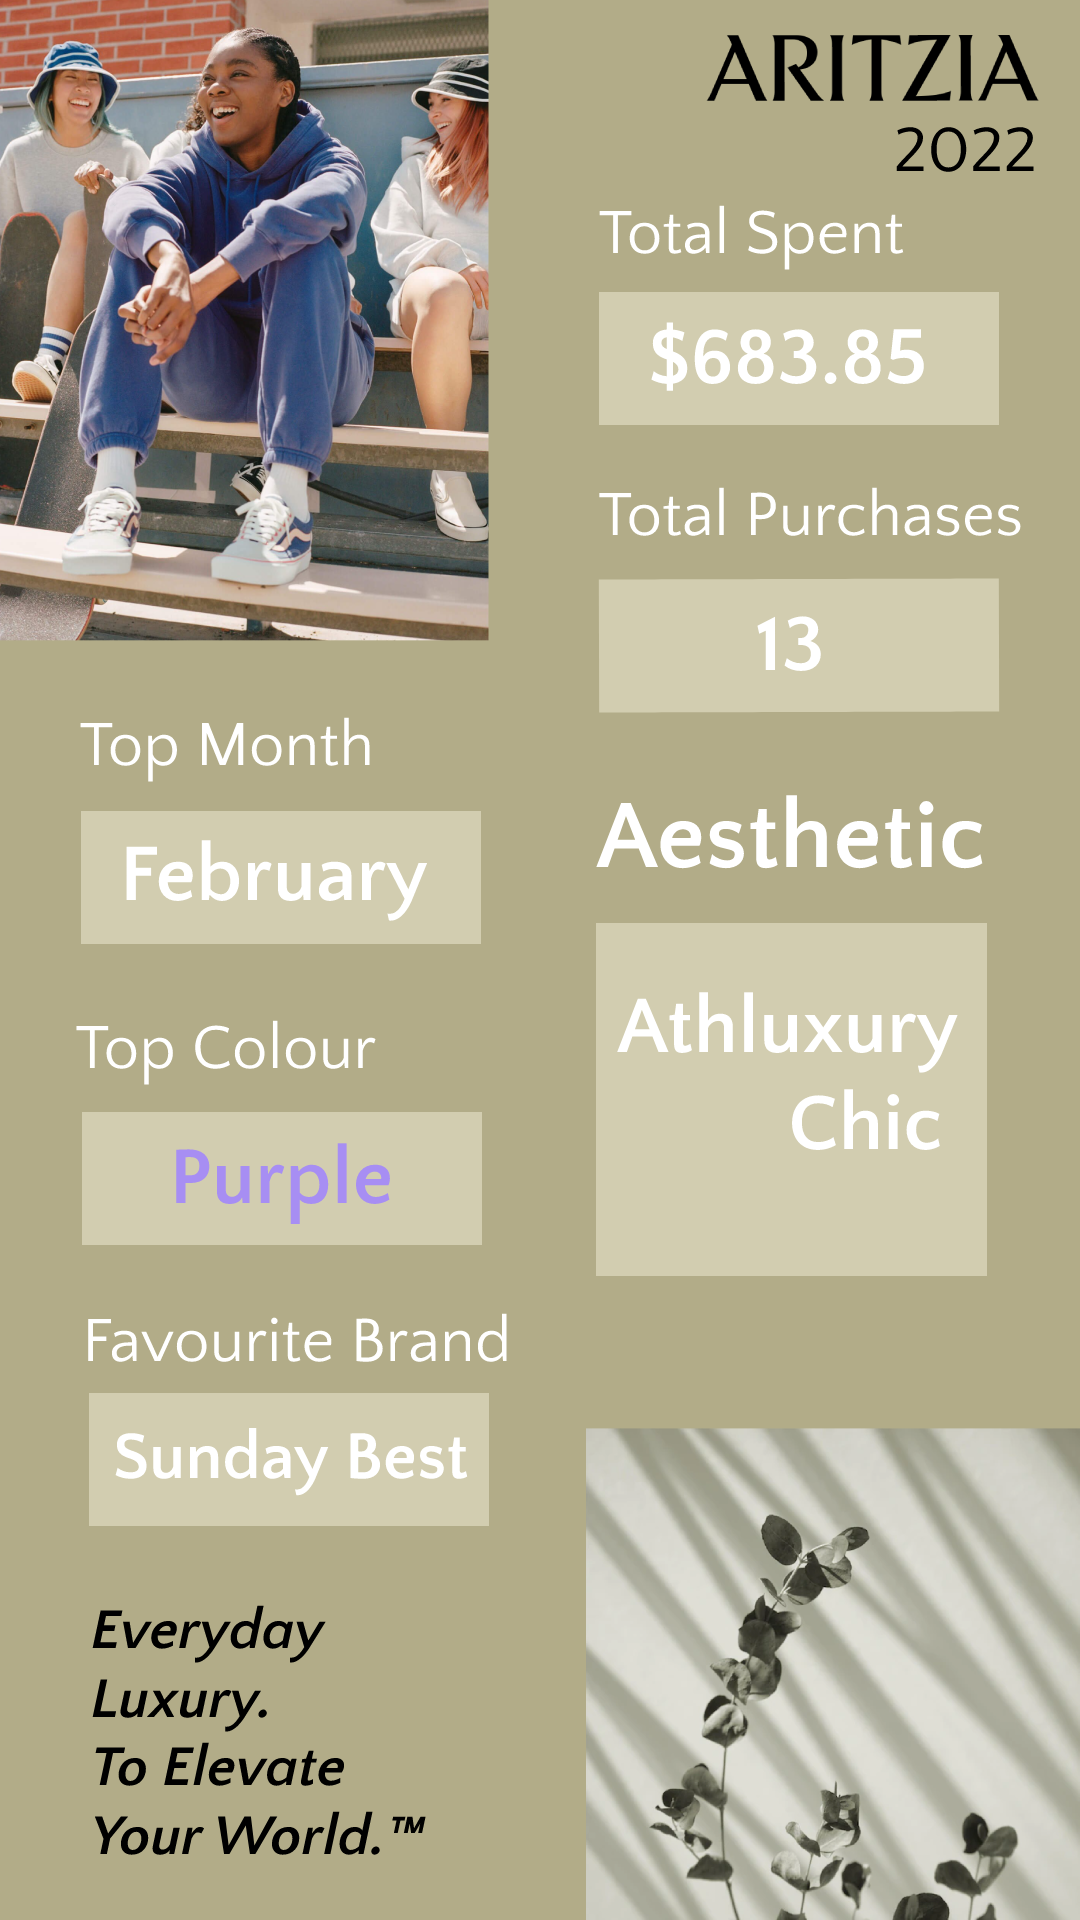 ARITZIA
2022
Total Spent
$683.85
Total Purchases
13
Top Month
February
Aesthetic
Athluxury
Chic
Top Colour
Purple
Favourite Brand
Sunday Best
Everyday
Luxury.
To Elevate
Your World.™